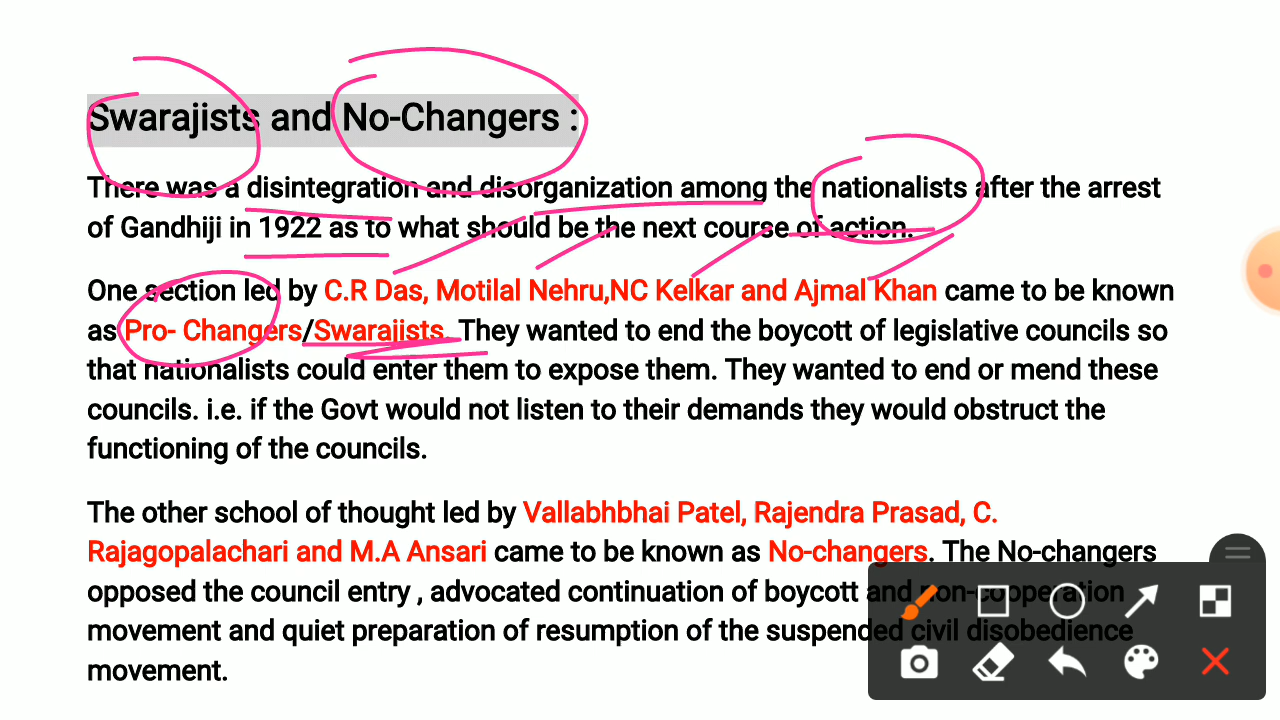 Swarajists and No-Changers :
There was a disintegration and disorganization among the nationalists after the arrest
of Gandhiji in 1922 as to what should be the next course of action.
One section led by C.R Das, Motilal Nehru,NC Kelkar and Ajmal Khan came to be known
as Pro- Changers/Swarajists. They wanted to end the boycott of legislative councils so
that nationalists could enter them to expose them. They wanted to end or mend these
councils. i.e. if the Govt would not listen to their demands they would obstruct the
functioning of the councils.
The other school of thought led by Vallabhbhai Patel, Rajendra Prasad, C.
Rajagopalachari and M.A Ansari came to be known as No-changers. The No-changers
opposed the council entry , advocated continuation of boycott and non-cooperation
movement and quiet preparation of resumption of the suspended civil disobedience
movement.